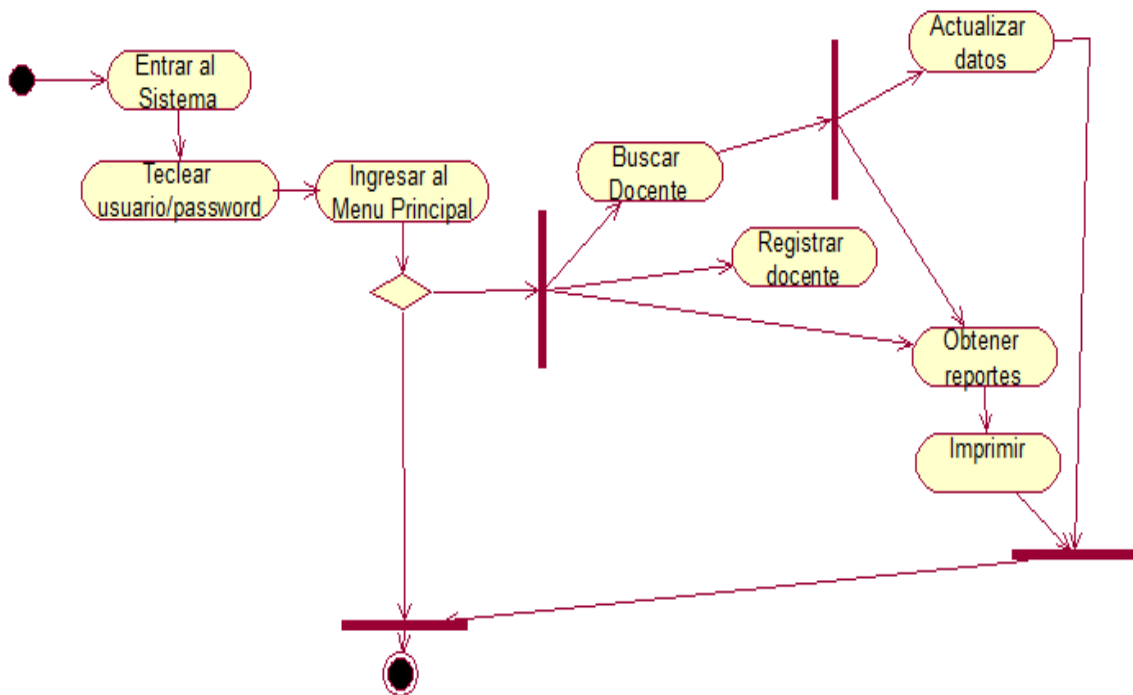 Entrar al
Sistema
Teclear
usuario/password
Ingresar al
Menu Principal
Buscar
Docente
Registrar
docente
Actualizar
datos
Obtener
reportes
Imprimir